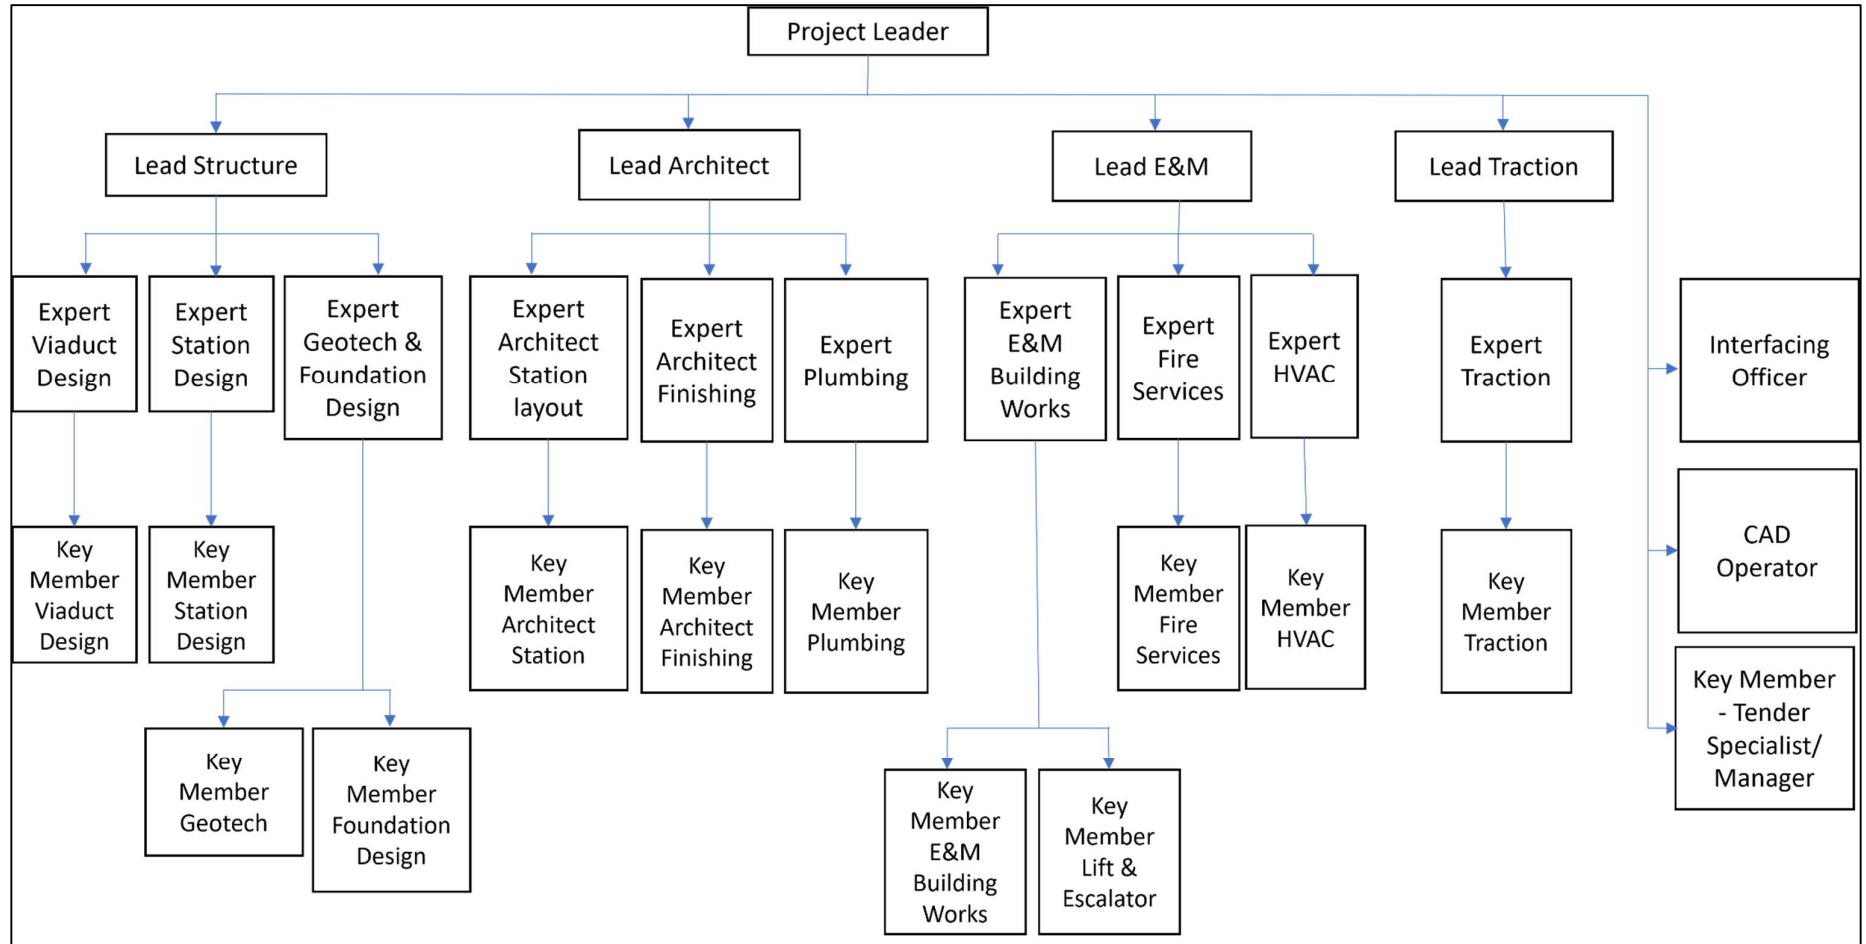 Project Leader
Lead Structure
Lead Architect
Lead E&M
Lead Traction
Expert
Viaduct
Design
Expert
Station
Design
Expert
Geotech &
Foundation
Design
Expert
Architect
Station
layout
Expert
Architect
Finishing
Expert
Plumbing
Expert
E&M
Building
Works
Expert
Fire
Services
Expert
HVAC
Expert
Traction
Interfacing
Officer
Key
Member
Viaduct
Design
Key
Member
Station
Design
Key
Member
Architect
Station
Key
Member
Architect
Finishing
Key
Member
Plumbing
Key
Member
Fire
Services
Key
Member
HVAC
Key
Member
Traction
CAD
Operator
Key Member
- Tender
Specialist/
Manager
Key
Member
Geotech
Key
Member
Foundation
Design
Key
Member
E&M
Building
Works
Key
Member
Lift &
Escalator